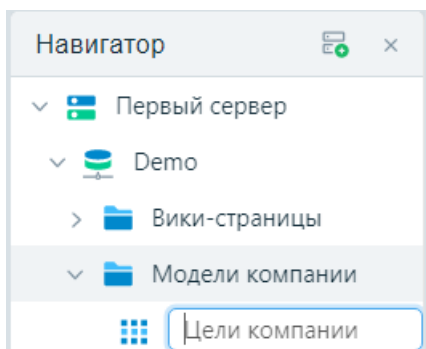 Навигатор
Первый сервер
Demo
Вики-страницы
Модели компании
Цели компании